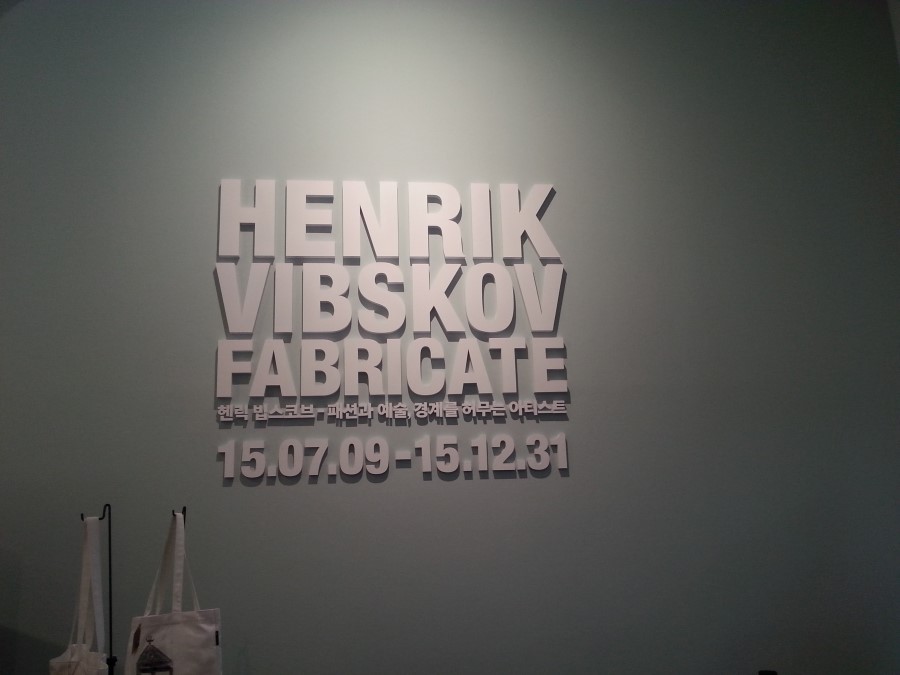 HENRIK
VIBSKOV
FABRICATE
헨릭 빕스코브 - 패션과 예술, 경계를 허무는 아티스트
15.07.09 - 15.12.31